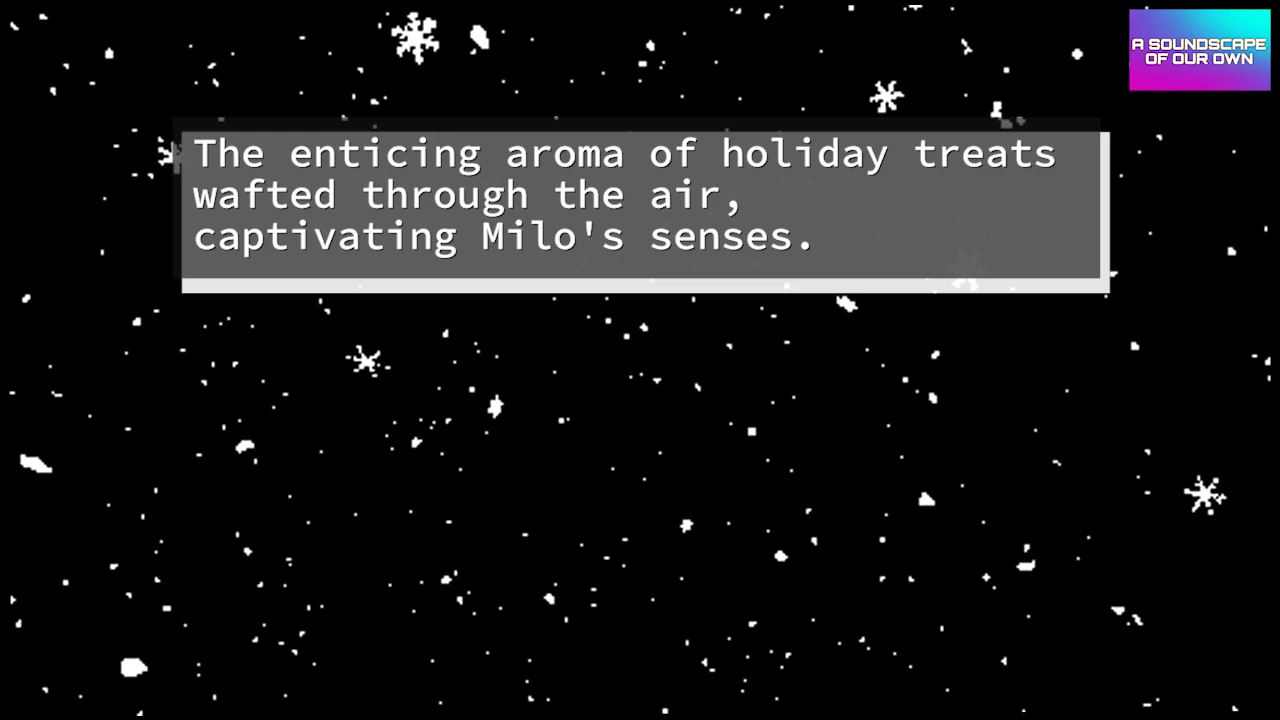 A SOUNDSCAPE
OF OUR OWN
The enticing aroma of holiday treats
wafted through the air,
captivating Milo's senses.